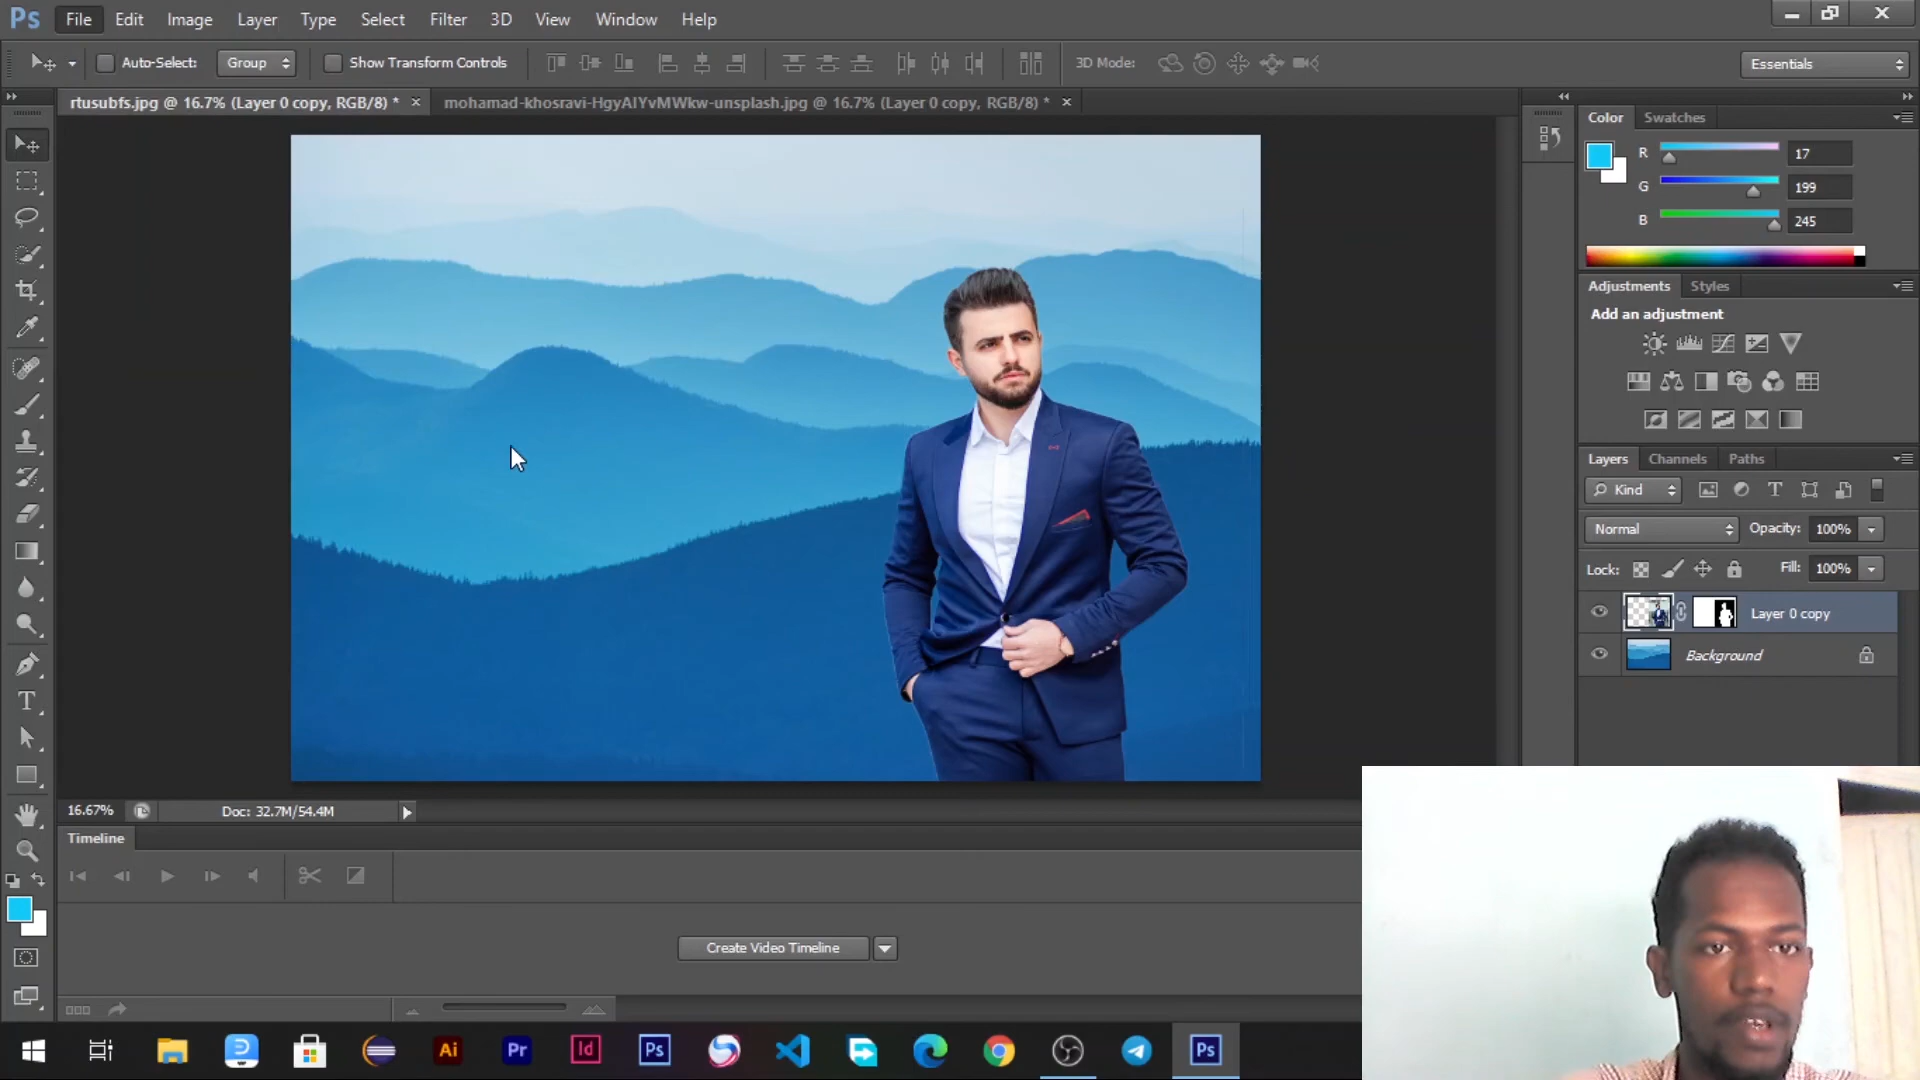 Ps File Edit Image Layer Type Select Filter 3D View Window Help
Auto-Select: Group Show Transform Controls 3D Mode: Essentials
rtusubfs.jpg @ 16.7% (Layer 0 copy, RGB/8) * × mohamad-khosravi-HgyAIYvMWkw-unsplash.jpg @ 16.7% (Layer 0 copy, RGB/8) * ×
Color Swatches
R 17
G 199
B 245
Adjustments Styles
Add an adjustment
Layers Channels Paths
Kind
Normal Opacity: 100%
Lock: Fill: 100%
Layer 0 copy
Background
16.67% Doc: 32.7M/54.4M
Timeline
Create Video Timeline
Ai Pr Id Ps Ps